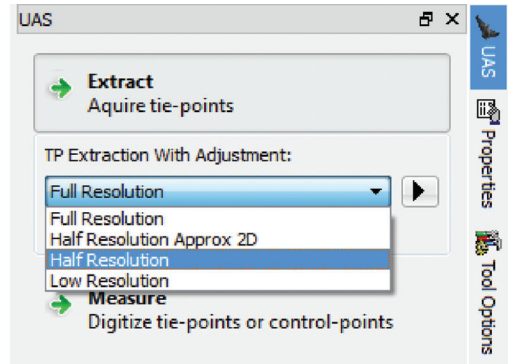 UAS
Extract
Aquire tie-points
TP Extraction With Adjustment:
Full Resolution
Full Resolution
Half Resolution Approx 2D
Half Resolution
Low Resolution
Measure
Digitize tie-points or control-points
UAS
Properties
Tool Options